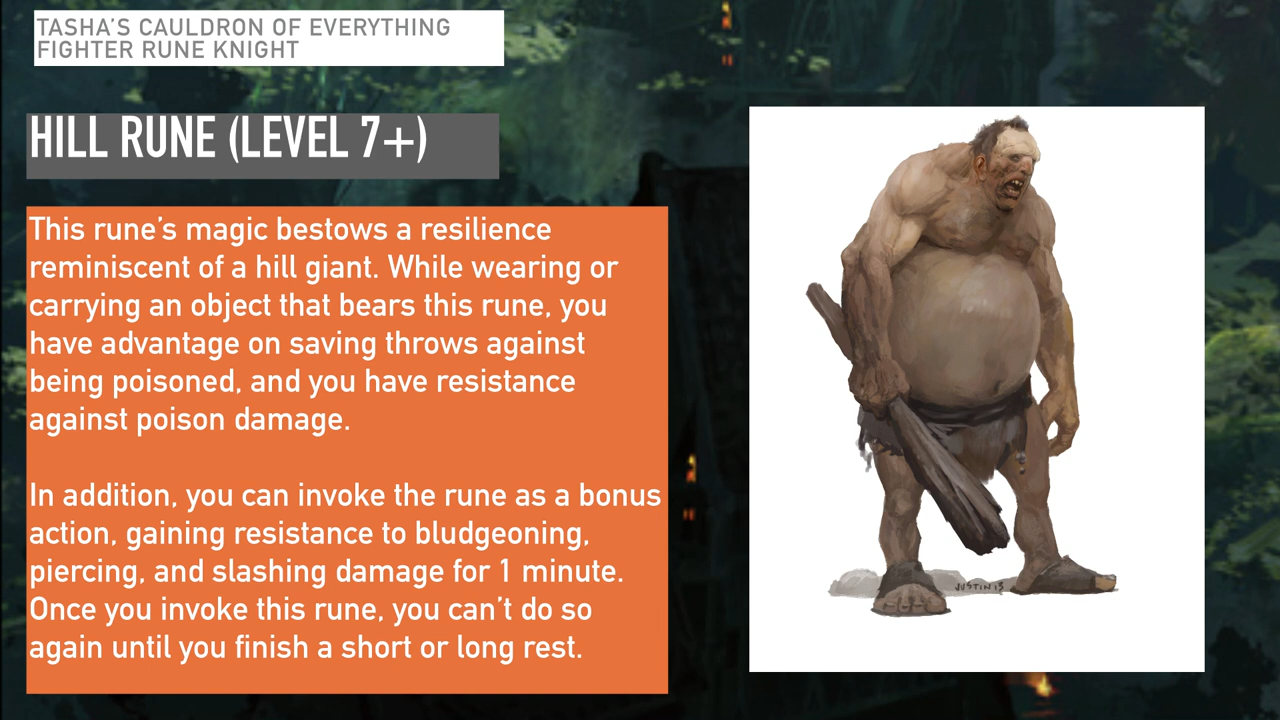 TASHA'S CAULDRON OF EVERYTHING
FIGHTER RUNE KNIGHT
HILL RUNE (LEVEL 7+)
This rune's magic bestows a resilience
reminiscent of a hill giant. While wearing or
carrying an object that bears this rune, you
have advantage on saving throws against
being poisoned, and you have resistance
against poison damage.
In addition, you can invoke the rune as a bonus
action, gaining resistance to bludgeoning,
piercing, and slashing damage for 1 minute.
Once you invoke this rune, you can't do so
again until you finish a short or long rest.
JUSTIN13